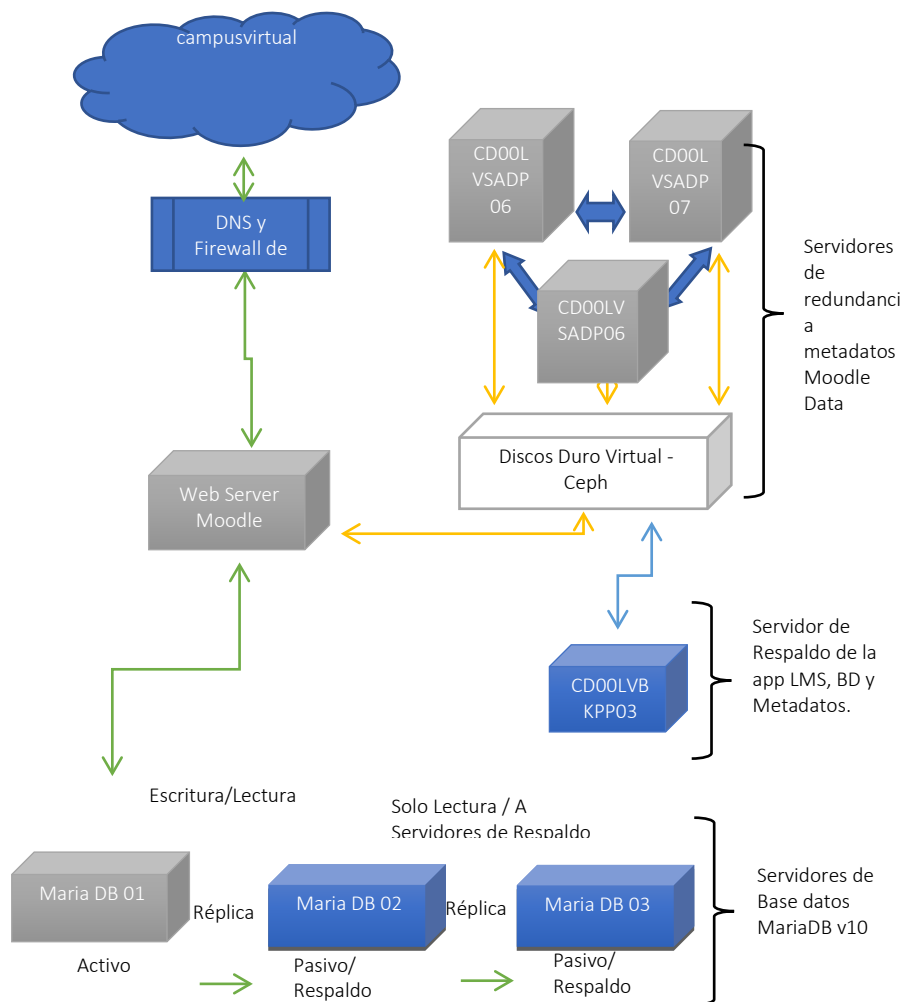 campusvirtual
CD00L
VSADP
06
CD00L
VSADP
07
DNS y
Firewall de
Servidores
de
redundanci
a
metadatos
Moodle
Data
CD00LV
SADP06
Discos Duro Virtual -
Ceph
Web Server
Moodle
Servidor de
Respaldo de la
app LMS, BD y
Metadatos.
CD00LVB
KPP03
Escritura/Lectura
Solo Lectura / A
Servidores de Respaldo
Maria DB 01
Réplica
Maria DB 02
Réplica
Maria DB 03
Servidores de
Base datos
MariaDB v10
Activo
Pasivo/
Respaldo
Pasivo/
Respaldo